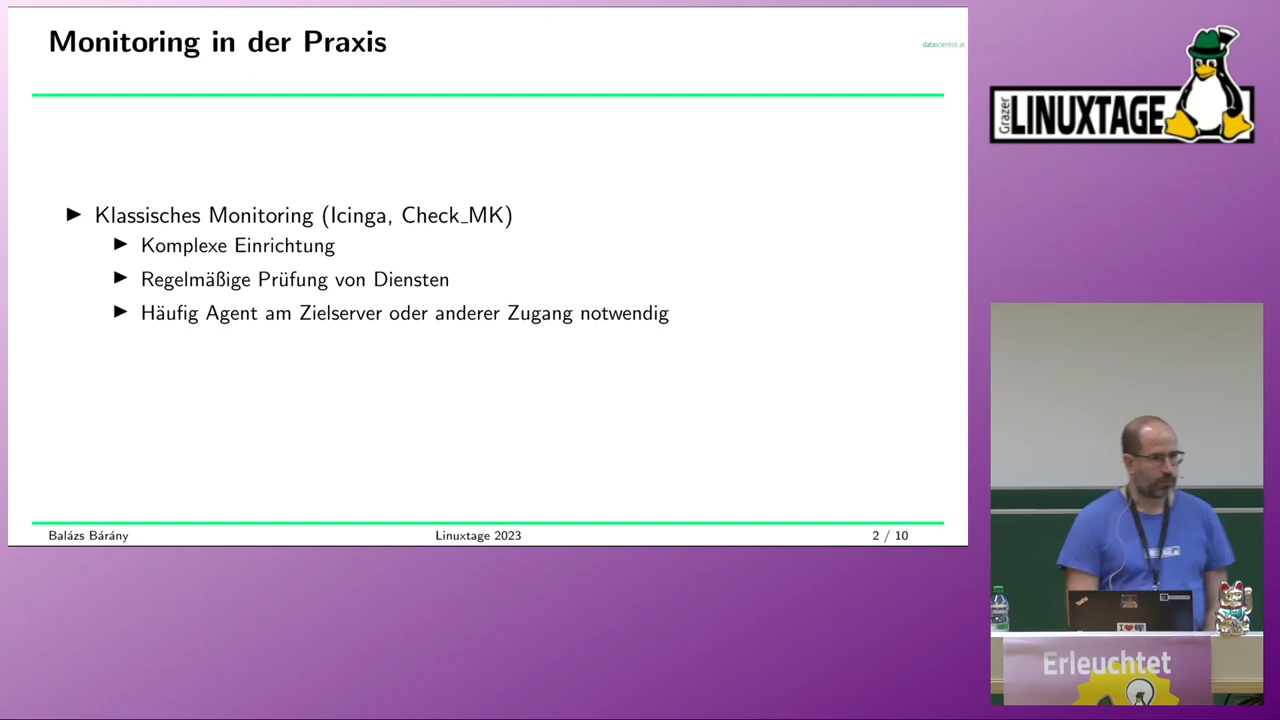 Monitoring in der Praxis
datascientist.at
Grazer
LINUXTAGE
▶ Klassisches Monitoring (Icinga, Check_MK)
▶ Komplexe Einrichtung
▶ Regelmäßige Prüfung von Diensten
▶ Häufig Agent am Zielserver oder anderer Zugang notwendig
Balázs Bárány
Linuxtage 2023
2 / 10
Erleuchtet